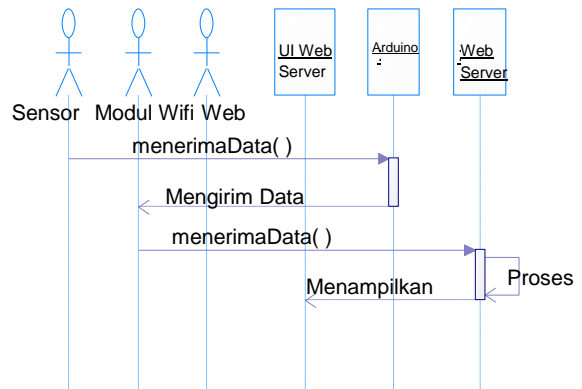 UI Web
Server
Arduino
:
:Web
Server
Sensor Modul Wifi Web
menerimaData( )
Mengirim Data
menerimaData( )
Proses
Menampilkan